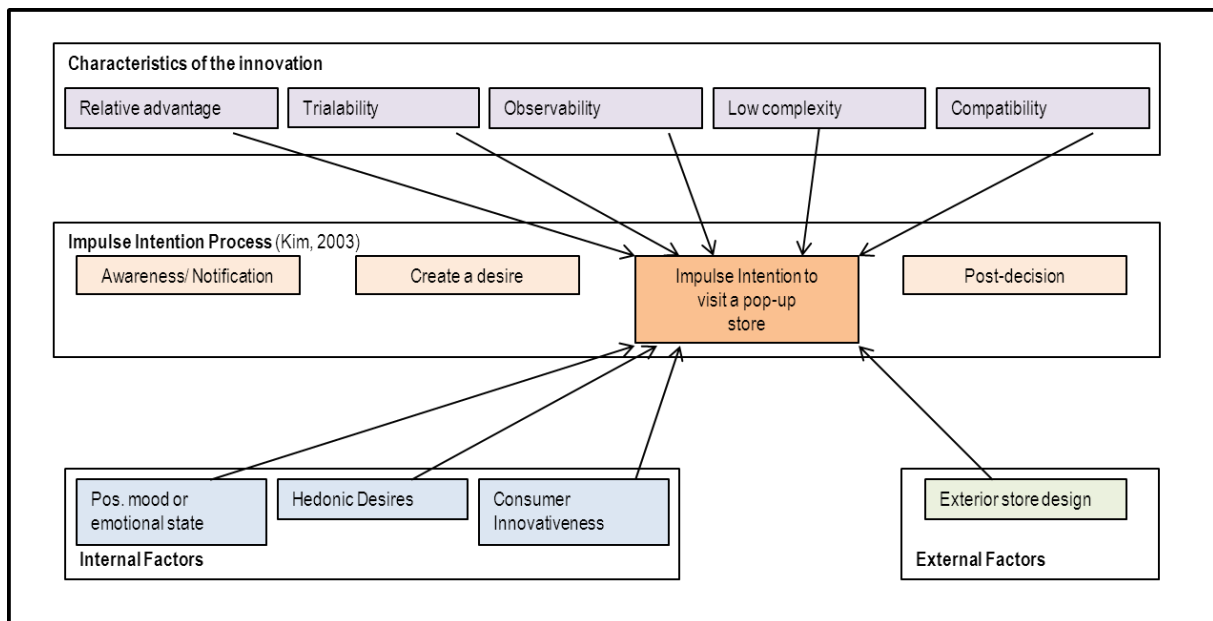 Characteristics of the innovation
Relative advantage
Trialability
Observability
Low complexity
Compatibility
Impulse Intention Process (Kim, 2003)
Awareness/ Notification
Create a desire
Impulse Intention to
visit a pop-up
store
Post-decision
Pos. mood or
emotional state
Hedonic Desires
Consumer
Innovativeness
Internal Factors
Exterior store design
External Factors